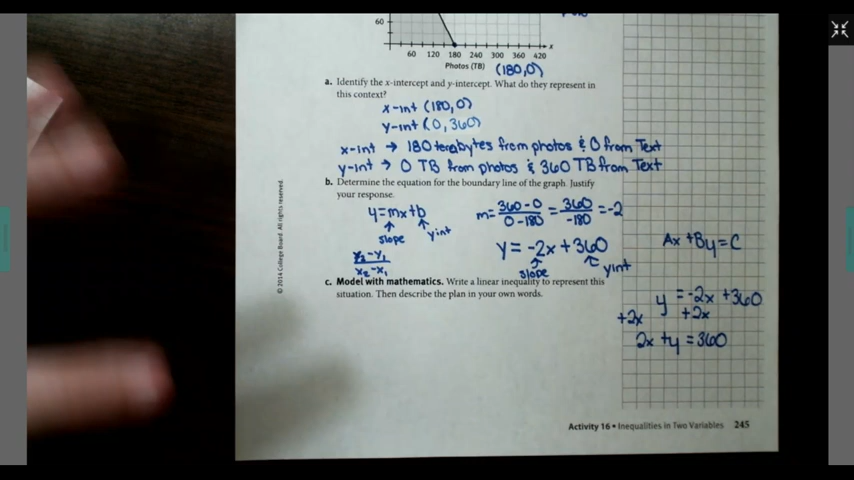 60
60 120 180 240 300 360 420
x
Photos (TB) (180,0)
a. Identify the x-intercept and y-intercept. What do they represent in
this context?
x-int (180,0)
y-int (0,360)
x-int → 180 terabytes from photos & 0 from Text
y-int → 0 TB from photos & 360 TB from Text
b. Determine the equation for the boundary line of the graph. Justify
your response.
y=mx+b
slope yint
y₂-y₁
x₂-x₁
m= 360-0 / 0-180 = 360 / -180 = -2
y = -2x + 360
slope yint
Ax + By = C
y = -2x + 360
+2x +2x
2x + y = 360
c. Model with mathematics. Write a linear inequality to represent this
situation. Then describe the plan in your own words.
© 2014 College Board. All rights reserved.
Activity 16 • Inequalities in Two Variables 245